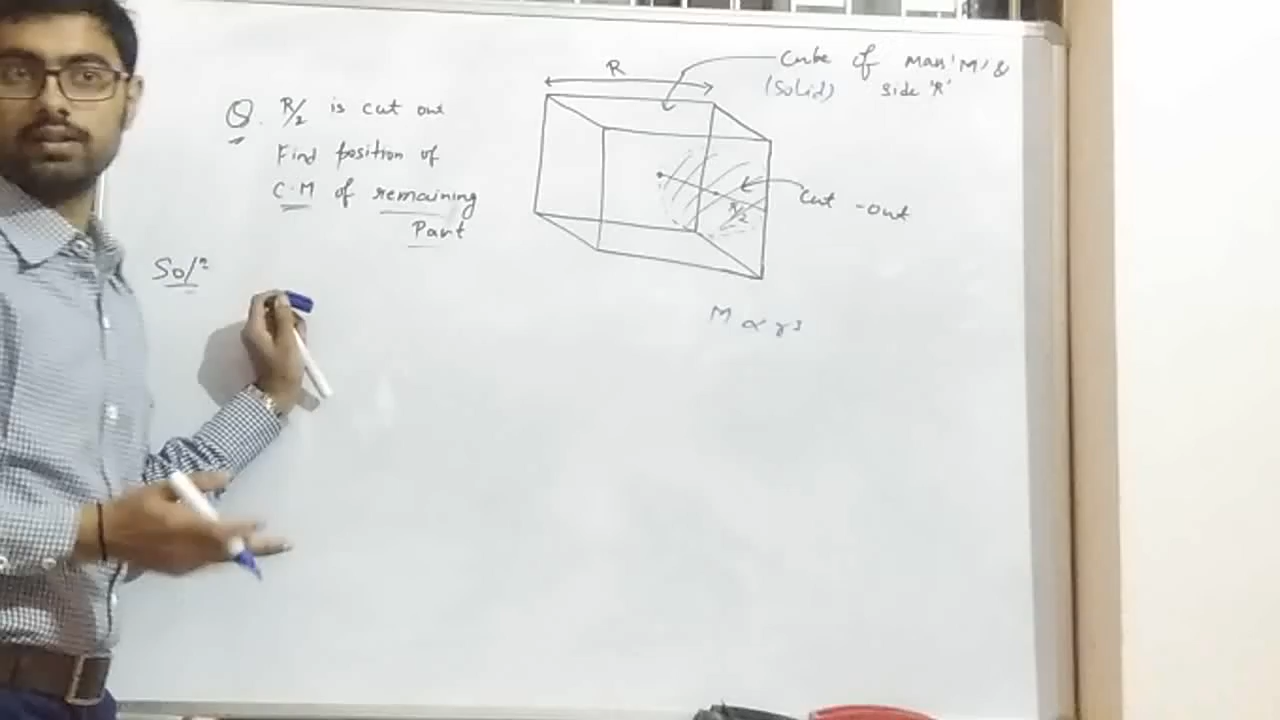 Q. R/2 is cut out
Find position of
C.M of remaining
Part
Solⁿ
R
Cube of Mass 'M' &
(Solid) side 'R'
R/2
Cut-out
M ∝ r³